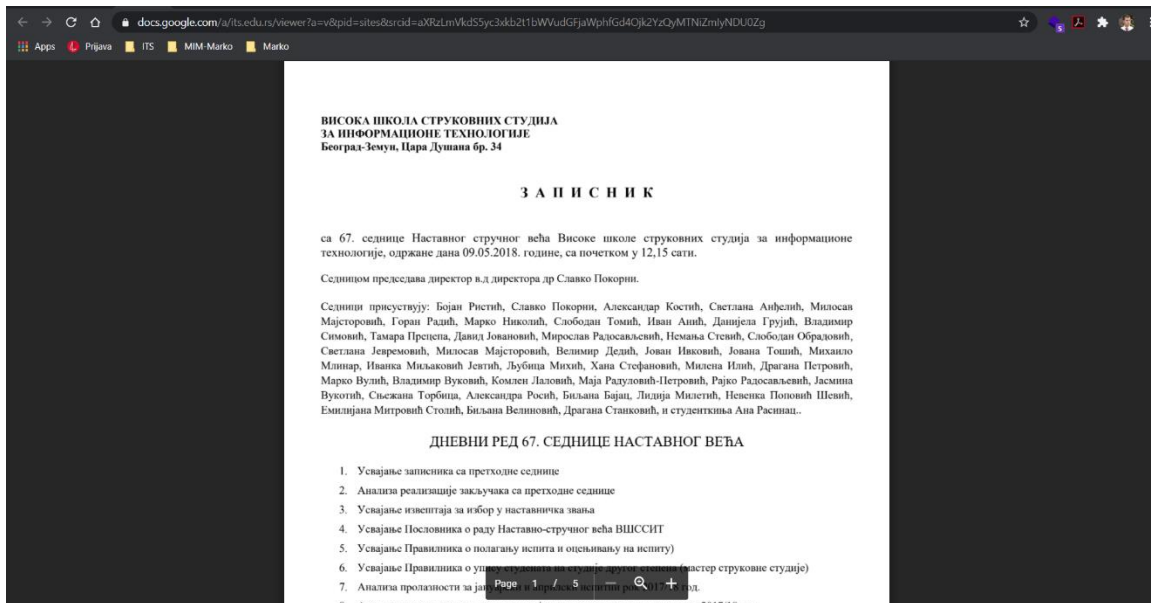 docs.google.com/a/its.edu.rs/viewer?a=v&pid=sites&srcid=aXRzLmVkdS5yc3xkb2t1bWVudGFjaWphfGd4Ojk2YzQyMTNiZmIyNDU0Zg
Apps Prijava ITS MIM-Marko Marko
ВИСОКА ШКОЛА СТРУКОВНИХ СТУДИЈА
ЗА ИНФОРМАЦИОНЕ ТЕХНОЛОГИЈЕ
Београд-Земун, Цара Душана бр. 34
З А П И С Н И К
са 67. седнице Наставног стручног већа Високе школе струковних студија за информационе
технологије, одржане дана 09.05.2018. године, са почетком у 12,15 сати.
Седницом председава директор в.д директора др Славко Покорни.
Седници присуствују: Бојан Ристић, Славко Покорни, Александар Костић, Светлана Анђелић, Милосав
Мајсторовић, Горан Радић, Марко Николић, Слободан Томић, Иван Анић, Данијела Грујић, Владимир
Симовић, Тамара Прецепа, Давид Јовановић, Мирослав Радосављевић, Немања Стевић, Слободан Обрадовић,
Светлана Јевремовић, Милосав Мајсторовић, Велимир Дедић, Јован Ивковић, Јована Тошић, Михаило
Млинар, Иванка Миљаковић Јевтић, Љубица Михић, Хана Стефановић, Милена Илић, Драгана Петровић,
Марко Вулић, Владимир Вуковић, Комлен Лаловић, Маја Радуловић-Петровић, Рајко Радосављевић, Јасмина
Вукотић, Сњежана Торбица, Александра Росић, Биљана Бајац, Лидија Милетић, Невенка Поповић Шевић,
Емилијана Митровић Столић, Биљана Велиновић, Драгана Станковић, и студенткиња Ана Расинац..
ДНЕВНИ РЕД 67. СЕДНИЦЕ НАСТАВНОГ ВЕЋА
1. Усвајање записника са претходне седнице
2. Анализа реализације закључака са претходне седнице
3. Усвајање извештаја за избор у наставничка звања
4. Усвајање Пословника о раду Наставно-стручног већа ВШССИТ
5. Усвајање Правилника о полагању испита и оцењивању на испиту)
6. Усвајање Правилника о упису студената на студије другог степена (мастер струковне студије)
7. Анализа пролазности за јануарски и априлски испитни рок 2017/18 год.
Page 1 / 5